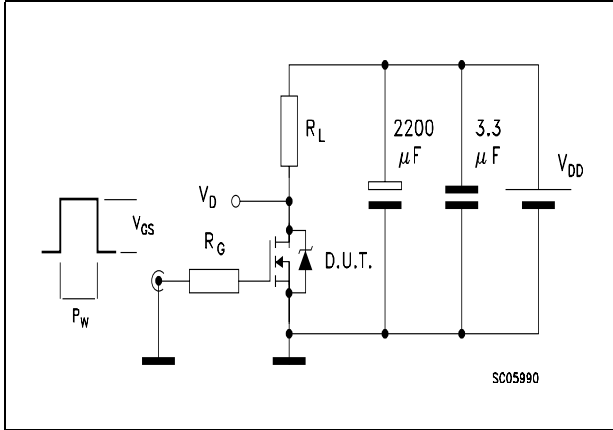 R_L
2200
μF
3.3
μF
V_DD
V_D
V_GS
R_G
D.U.T.
P_W
SC05990